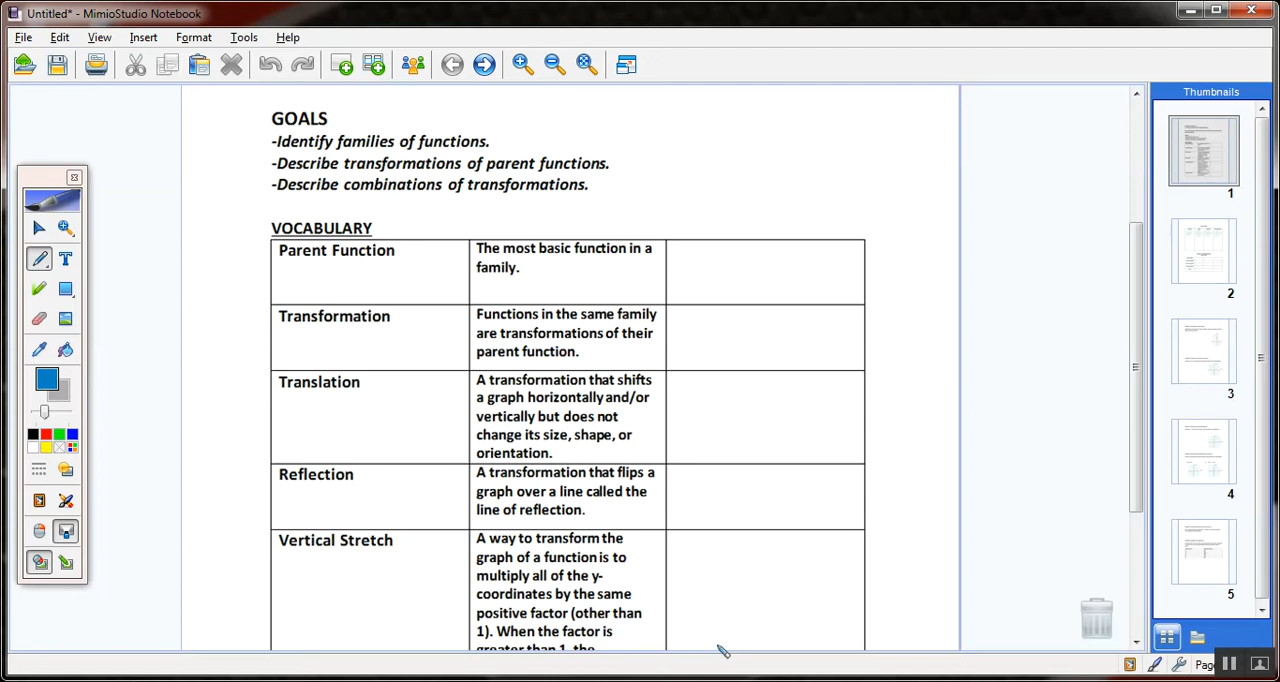 Untitled* - MimioStudio Notebook
File Edit View Insert Format Tools Help
GOALS
-Identify families of functions.
-Describe transformations of parent functions.
-Describe combinations of transformations.
VOCABULARY
Parent Function
The most basic function in a
family.
Transformation
Functions in the same family
are transformations of their
parent function.
Translation
A transformation that shifts
a graph horizontally and/or
vertically but does not
change its size, shape, or
orientation.
Reflection
A transformation that flips a
graph over a line called the
line of reflection.
Vertical Stretch
A way to transform the
graph of a function is to
multiply all of the y-
coordinates by the same
positive factor (other than
1). When the factor is
greater than 1, the
Thumbnails
1
2
3
4
5
Page